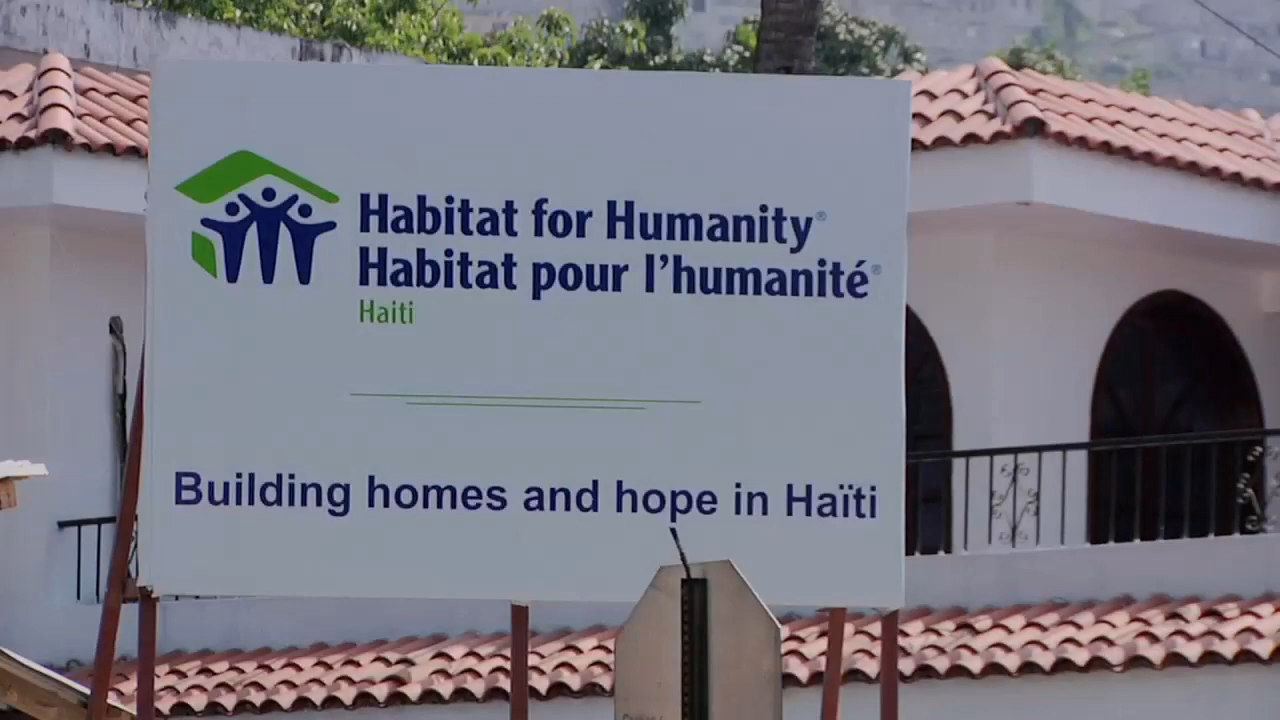 Habitat for Humanity®
Habitat pour l'humanité®
Haiti
Building homes and hope in Haïti